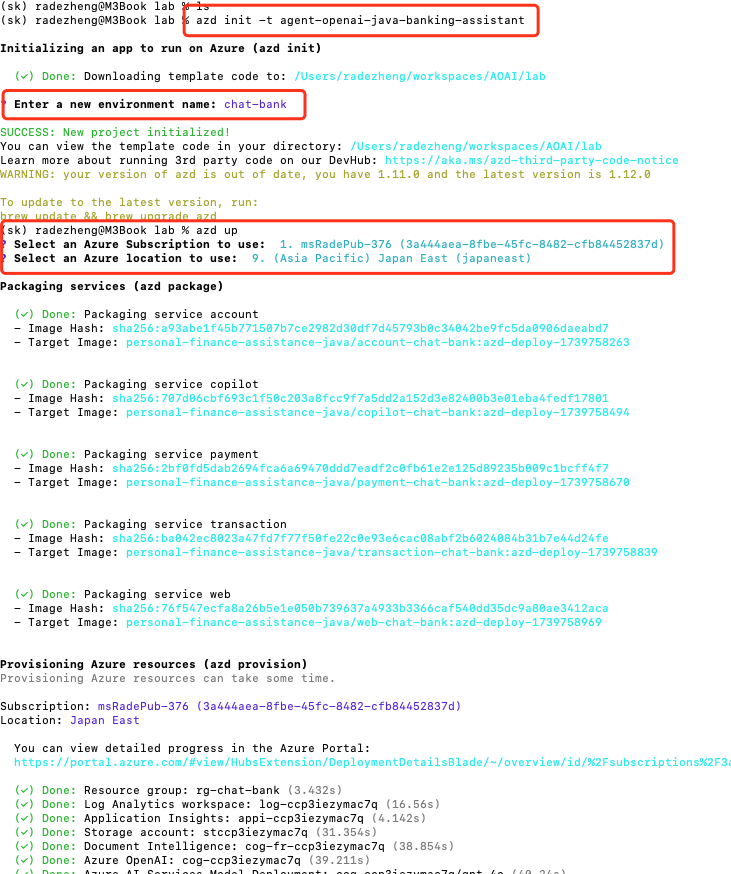 (sk) radezheng@M3Book lab % ls
(sk) radezheng@M3Book lab % azd init -t agent-openai-java-banking-assistant
Initializing an app to run on Azure (azd init)
(✓) Done: Downloading template code to: /Users/radezheng/workspaces/AOAI/lab
? Enter a new environment name: chat-bank
SUCCESS: New project initialized!
You can view the template code in your directory: /Users/radezheng/workspaces/AOAI/lab
Learn more about running 3rd party code on our DevHub: https://aka.ms/azd-third-party-code-notice
WARNING: your version of azd is out of date, you have 1.11.0 and the latest version is 1.12.0
To update to the latest version, run:
brew update && brew upgrade azd
(sk) radezheng@M3Book lab % azd up
? Select an Azure Subscription to use:  1. msRadePub-376 (3a444aea-8fbe-45fc-8482-cfb84452837d)
? Select an Azure location to use:  9. (Asia Pacific) Japan East (japaneast)
Packaging services (azd package)
(✓) Done: Packaging service account
- Image Hash: sha256:a93abe1f45b771507b7ce2982d30df7d45793b0c34042be9fc5da0906daeabd7
- Target Image: personal-finance-assistance-java/account-chat-bank:azd-deploy-1739758263
(✓) Done: Packaging service copilot
- Image Hash: sha256:707d06cbf693c1f50c203a8fcc9f7a5dd2a152d3e82400b3e01eba4fedf17801
- Target Image: personal-finance-assistance-java/copilot-chat-bank:azd-deploy-1739758494
(✓) Done: Packaging service payment
- Image Hash: sha256:2bf0fd5dab2694fca6a69470ddd7eadf2c0fb61e2e125d89235b009c1bcff4f7
- Target Image: personal-finance-assistance-java/payment-chat-bank:azd-deploy-1739758670
(✓) Done: Packaging service transaction
- Image Hash: sha256:ba042ec8023a47fd7f77f50fe22c0e93e6cac08abf2b6024084b31b7e44d24fe
- Target Image: personal-finance-assistance-java/transaction-chat-bank:azd-deploy-1739758839
(✓) Done: Packaging service web
- Image Hash: sha256:76f547ecfa8a26b5e1e050b739637a4933b3366caf540dd35dc9a80ae3412aca
- Target Image: personal-finance-assistance-java/web-chat-bank:azd-deploy-1739758969
Provisioning Azure resources (azd provision)
Provisioning Azure resources can take some time.
Subscription: msRadePub-376 (3a444aea-8fbe-45fc-8482-cfb84452837d)
Location: Japan East
You can view detailed progress in the Azure Portal:
https://portal.azure.com/#view/HubsExtension/DeploymentDetailsBlade/~/overview/id/%2Fsubscriptions%2F3a
(✓) Done: Resource group: rg-chat-bank (3.432s)
(✓) Done: Log Analytics workspace: log-ccp3iezymac7q (16.56s)
(✓) Done: Application Insights: appi-ccp3iezymac7q (4.142s)
(✓) Done: Storage account: stccp3iezymac7q (31.354s)
(✓) Done: Document Intelligence: cog-fr-ccp3iezymac7q (38.854s)
(✓) Done: Azure OpenAI: cog-ccp3iezymac7q (39.211s)
(✓) Done: Azure AI Services Model Deployment: cog-ccp3iezymac7q/gpt-4o (40.24s)